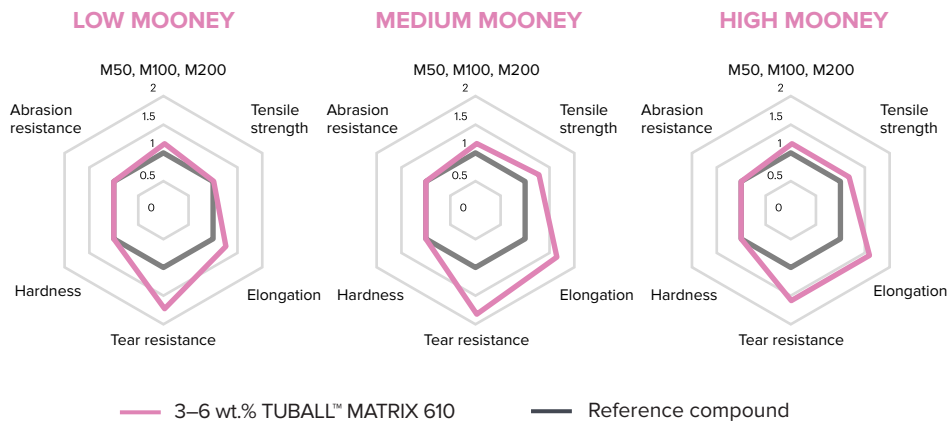 LOW MOONEY
M50, M100, M200
Abrasion
resistance
Tensile
strength
2
1.5
1
0.5
0
Hardness
Elongation
Tear resistance
MEDIUM MOONEY
M50, M100, M200
Abrasion
resistance
Tensile
strength
2
1.5
1
0.5
0
Hardness
Elongation
Tear resistance
HIGH MOONEY
M50, M100, M200
Abrasion
resistance
Tensile
strength
2
1.5
1
0.5
0
Hardness
Elongation
Tear resistance
3–6 wt.% TUBALL™ MATRIX 610
Reference compound